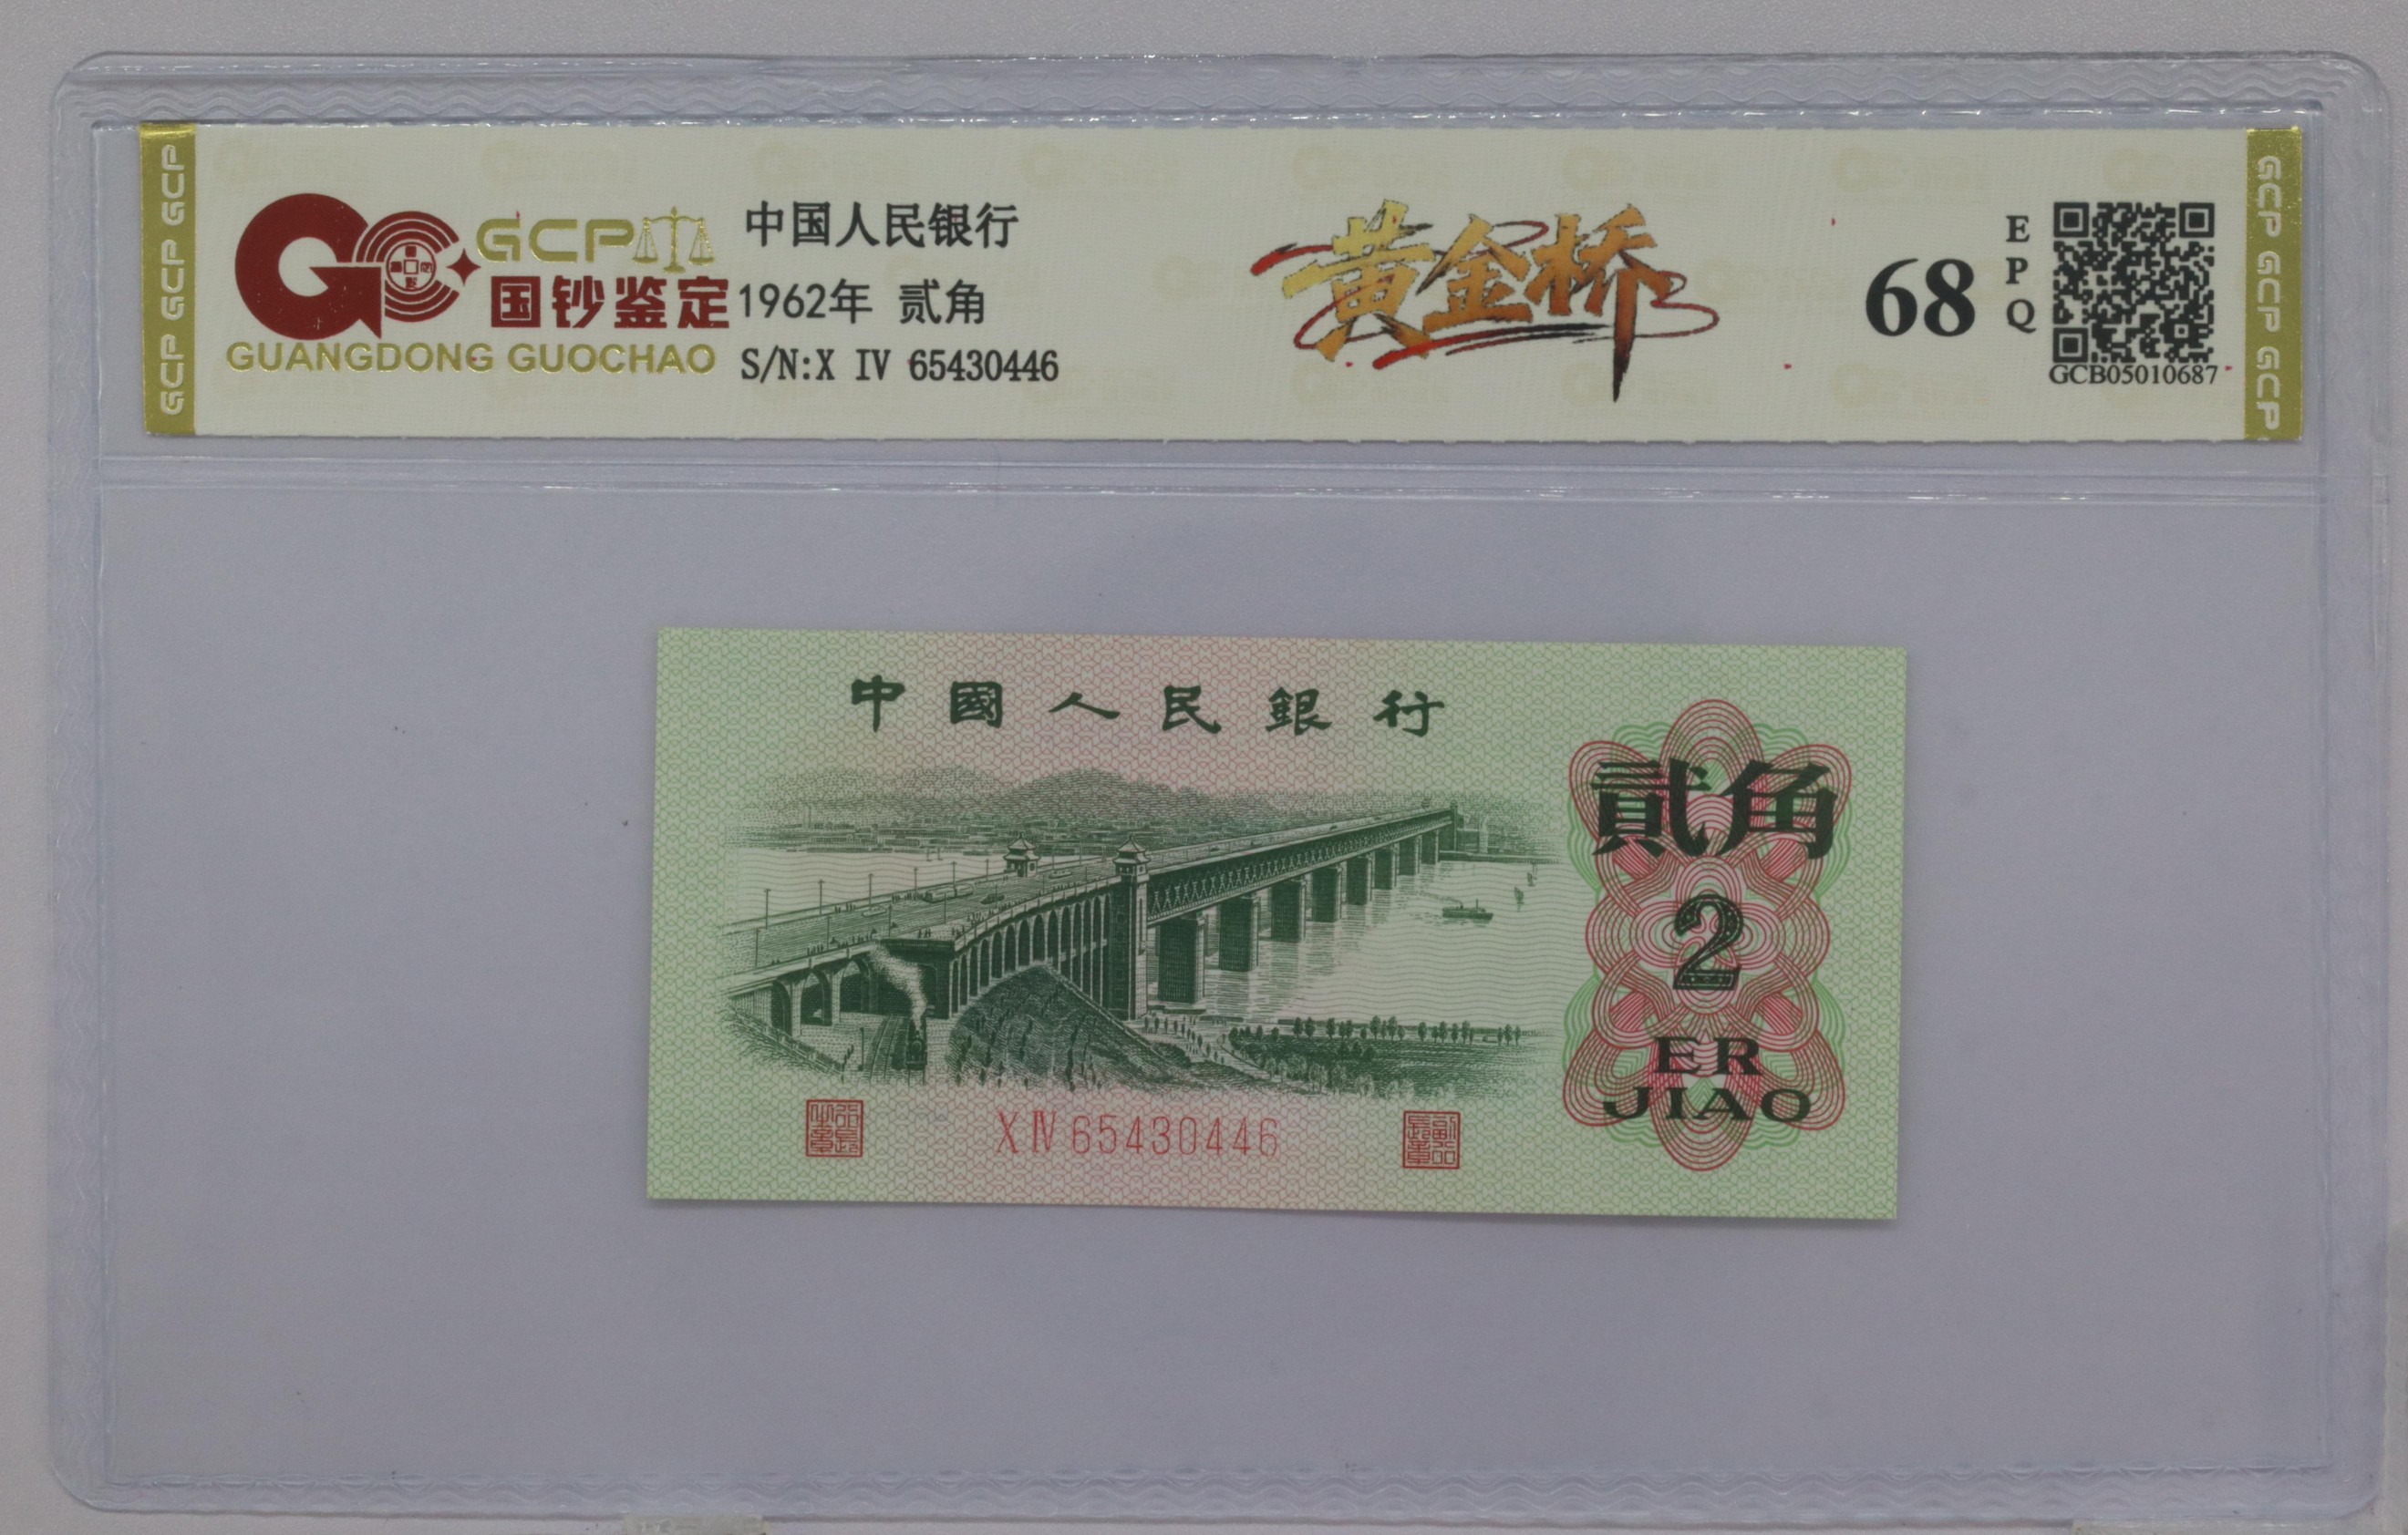 GCP GCP GCP
GCP
国钞鉴定
GUANGDONG GUOCHAO
中国人民银行
1962年 贰角
S/N:X IV 65430446
黄金桥
68
EPQ
GCB05010687
GCP GCP GCP
中國人民銀行
貳角
2
ER
JIAO
X IV 65430446